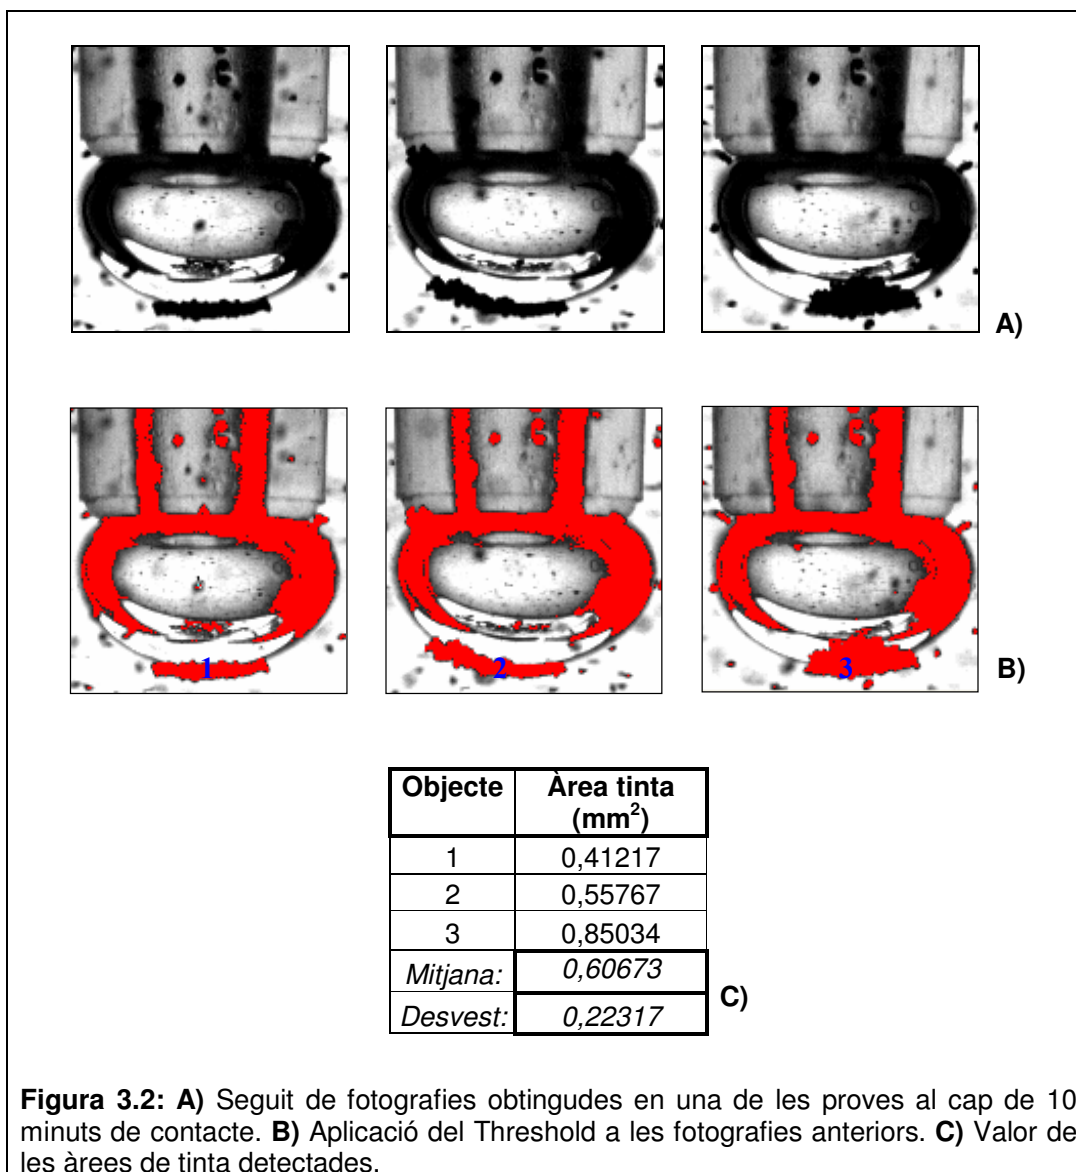 A)
1
2
3
B)
Objecte Àrea tinta
(mm²)
1 0,41217
2 0,55767
3 0,85034
Mitjana: 0,60673
Desvest: 0,22317
C)
Figura 3.2: A) Seguit de fotografies obtingudes en una de les proves al cap de 10
minuts de contacte. B) Aplicació del Threshold a les fotografies anteriors. C) Valor de
les àrees de tinta detectades.